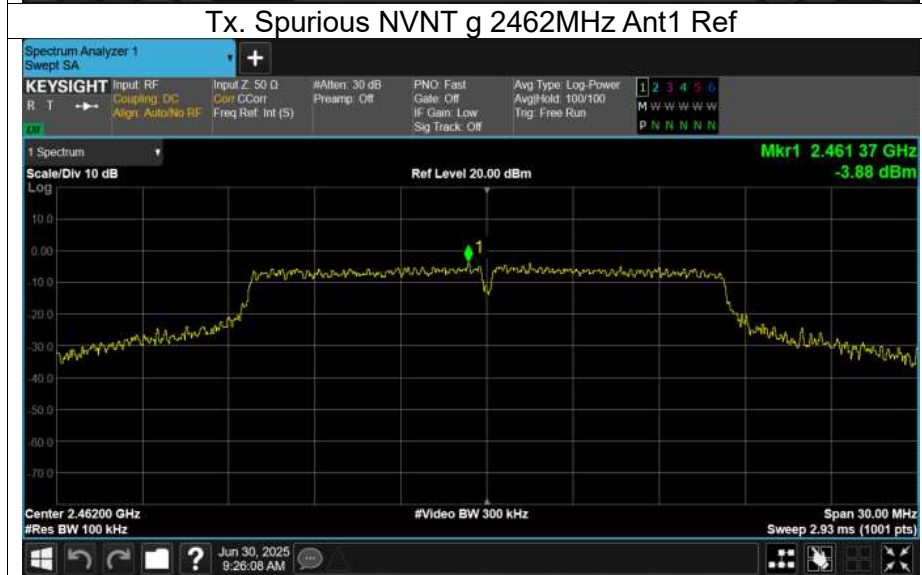 Tx. Spurious NVNT g 2462MHz Ant1 Ref
Spectrum Analyzer 1
Swept SA
+
KEYSIGHT
R T
Input: RF
Coupling: DC
Align: Auto/No RF
Input Z: 50 Ω
Corr CCorr
Freq Ref: Int (S)
#Atten: 30 dB
Preamp: Off
PNO: Fast
Gate: Off
IF Gain: Low
Sig Track: Off
Avg Type: Log-Power
Avg|Hold: 100/100
Trig: Free Run
1 2 3 4 5 6
M W W W W W
P N N N N N
1 Spectrum
Mkr1 2.461 37 GHz
Scale/Div 10 dB
Ref Level 20.00 dBm
-3.88 dBm
Log
10.0
0.00
-10.0
-20.0
-30.0
-40.0
-50.0
-60.0
-70.0
1
Center 2.46200 GHz
#Video BW 300 kHz
Span 30.00 MHz
#Res BW 100 kHz
Sweep 2.93 ms (1001 pts)
?
Jun 30, 2025
9:26:08 AM